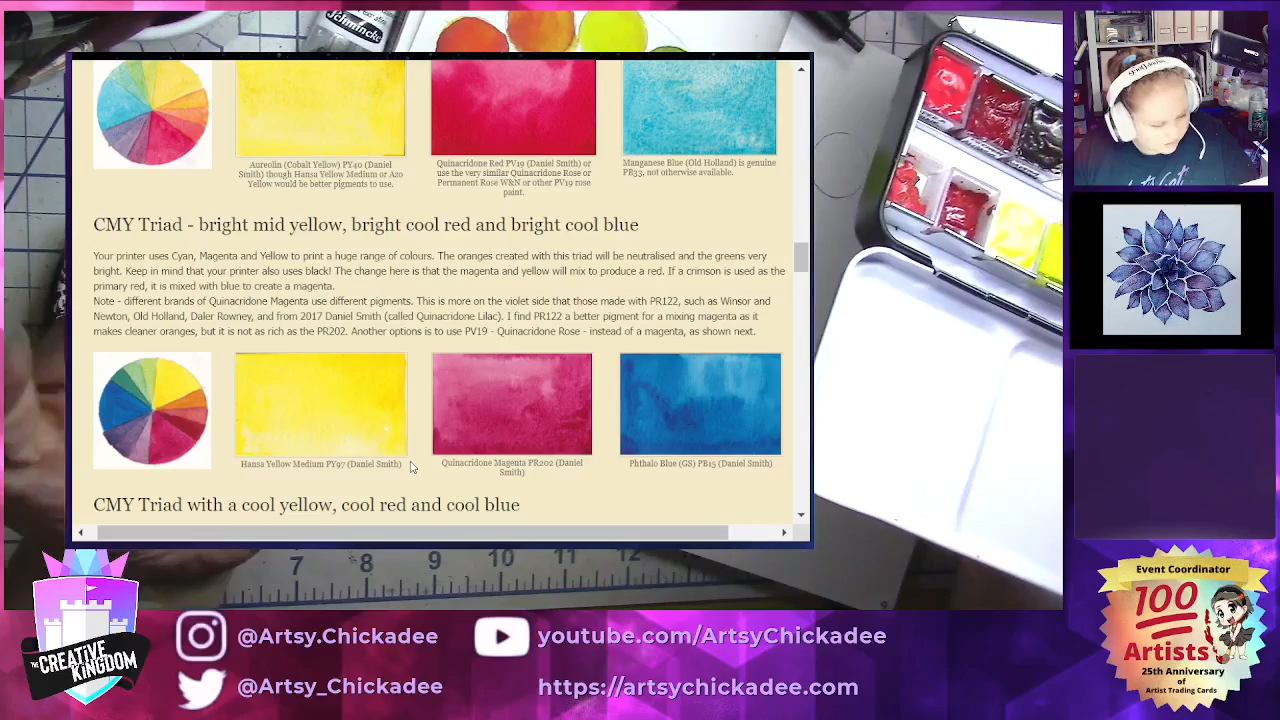 Schmincke
Aureolin (Cobalt Yellow) PY40 (Daniel
Smith) though Hansa Yellow Medium or Azo
Yellow would be better pigments to use.
Quinacridone Red PV19 (Daniel Smith) or
use the very similar Quinacridone Rose or
Permanent Rose W&N or other PV19 rose
paint.
Manganese Blue (Old Holland) is genuine
PB33, not otherwise available.
CMY Triad - bright mid yellow, bright cool red and bright cool blue
Your printer uses Cyan, Magenta and Yellow to print a huge range of colours. The oranges created with this triad will be neutralised and the greens very
bright. Keep in mind that your printer also uses black! The change here is that the magenta and yellow will mix to produce a red. If a crimson is used as the
primary red, it is mixed with blue to create a magenta.
Note - different brands of Quinacridone Magenta use different pigments. This is more on the violet side that those made with PR122, such as Winsor and
Newton, Old Holland, Daler Rowney, and from 2017 Daniel Smith (called Quinacridone Lilac). I find PR122 a better pigment for a mixing magenta as it
makes cleaner oranges, but it is not as rich as the PR202. Another options is to use PV19 - Quinacridone Rose - instead of a magenta, as shown next.
Hansa Yellow Medium PY97 (Daniel Smith)
Quinacridone Magenta PR202 (Daniel
Smith)
Phthalo Blue (GS) PB15 (Daniel Smith)
CMY Triad with a cool yellow, cool red and cool blue
7 8 9 10 11 12
THE CREATIVE
KINGDOM
@Artsy.Chickadee
youtube.com/ArtsyChickadee
@Artsy_Chickadee
https://artsychickadee.com
Event Coordinator
100
Artists
25th Anniversary
of
Artist Trading Cards